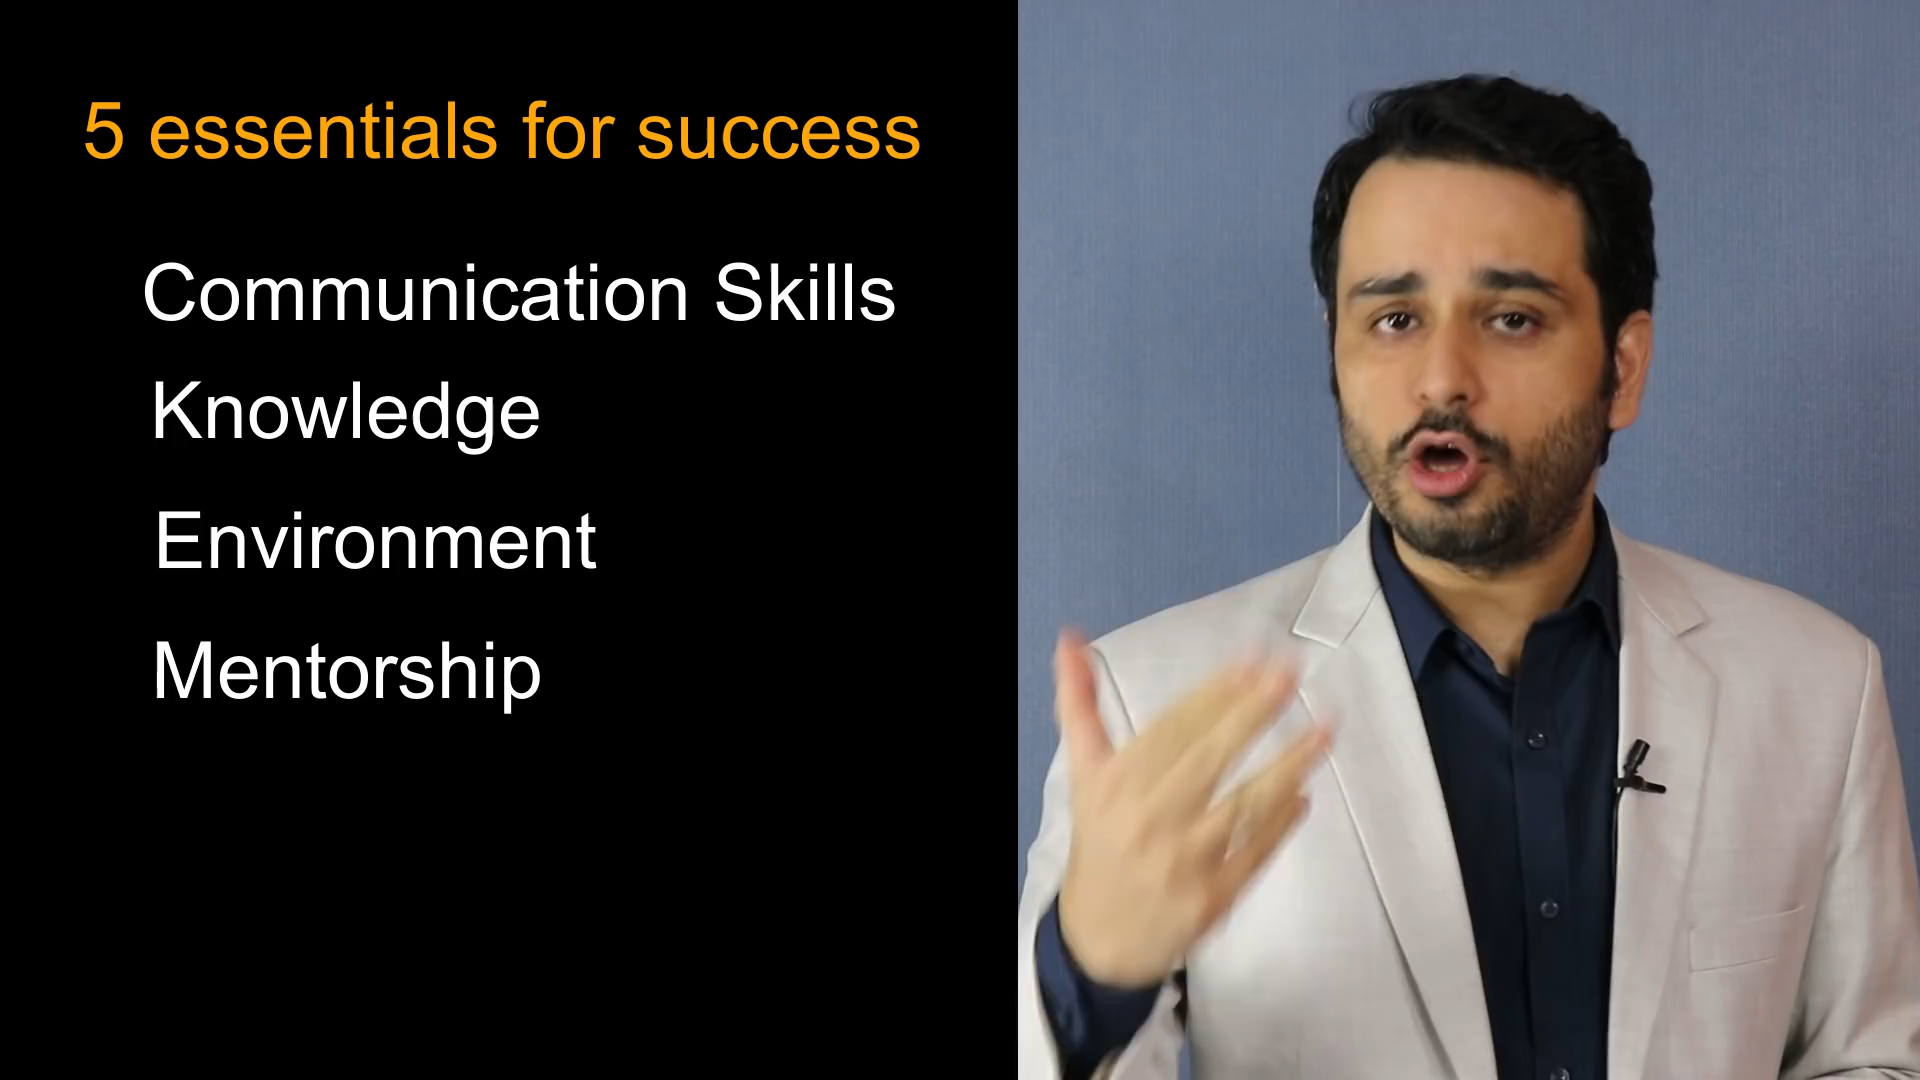 5 essentials for success
Communication Skills
Knowledge
Environment
Mentorship